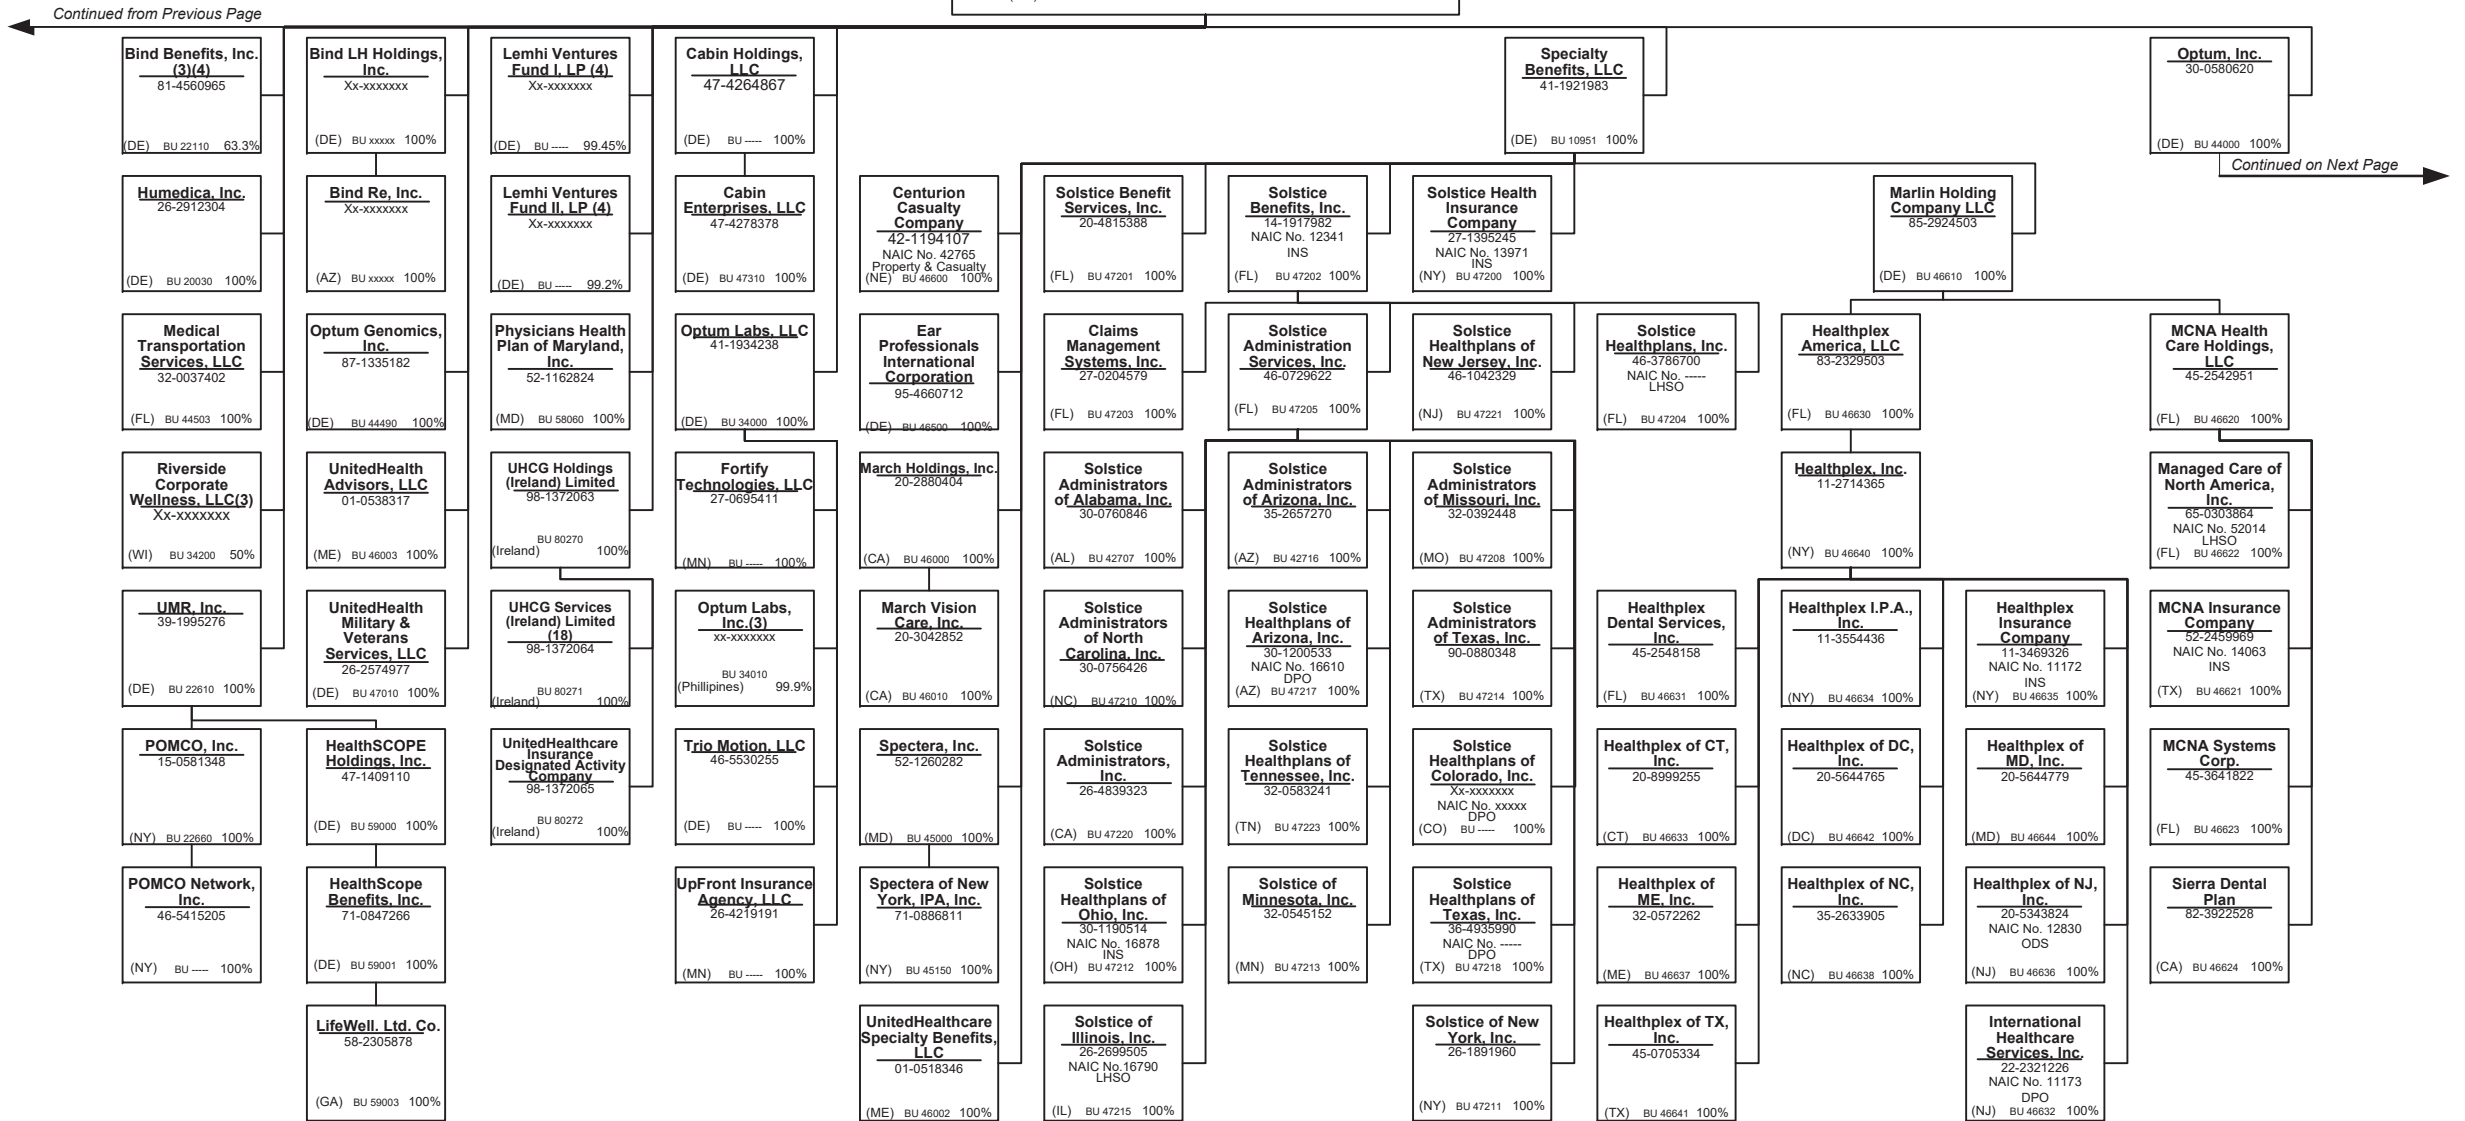 Continued from Previous Page
Bind Benefits, Inc.
(3)(4)
81-4560965
(DE) BU 22110 63.3%
Bind LH Holdings,
Inc.
Xx-xxxxxxx
(DE) BU xxxxx 100%
Lemhi Ventures
Fund I, LP (4)
Xx-xxxxxxx
(DE) BU ----- 99.45%
Cabin Holdings,
LLC
47-4264867
(DE) BU ----- 100%
Specialty
Benefits, LLC
41-1921983
(DE) BU 10951 100%
Optum, Inc.
30-0580620
(DE) BU 44000 100%
Continued on Next Page
Humedica, Inc.
26-2912304
(DE) BU 20030 100%
Bind Re, Inc.
Xx-xxxxxxx
(AZ) BU xxxxx 100%
Lemhi Ventures
Fund II, LP (4)
Xx-xxxxxxx
(DE) BU ----- 99.2%
Cabin
Enterprises, LLC
47-4278378
(DE) BU 47310 100%
Centurion
Casualty
Company
42-1194107
NAIC No. 42765
Property & Casualty
(NE) BU 46600 100%
Solstice Benefit
Services, Inc.
20-4815388
(FL) BU 47201 100%
Solstice
Benefits, Inc.
14-1917982
NAIC No. 12341
INS
(FL) BU 47202 100%
Solstice Health
Insurance
Company
27-1395245
NAIC No. 13971
INS
(NY) BU 47200 100%
Marlin Holding
Company LLC
85-2924503
(DE) BU 46610 100%
Medical
Transportation
Services, LLC
32-0037402
(FL) BU 44503 100%
Optum Genomics,
Inc.
87-1335182
(DE) BU 44490 100%
Physicians Health
Plan of Maryland,
Inc.
52-1162824
(MD) BU 58060 100%
Optum Labs, LLC
41-1934238
(DE) BU 34000 100%
Ear
Professionals
International
Corporation
95-4660712
(DE) BU 46500 100%
Claims
Management
Systems, Inc.
27-0204579
(FL) BU 47203 100%
Solstice
Administration
Services, Inc.
46-0729622
(FL) BU 47205 100%
Solstice
Healthplans of
New Jersey, Inc.
46-1042329
(NJ) BU 47221 100%
Solstice
Healthplans, Inc.
46-3786700
NAIC No. -----
LHSO
(FL) BU 47204 100%
Healthplex
America, LLC
83-2329503
(FL) BU 46630 100%
MCNA Health
Care Holdings,
LLC
45-2542951
(FL) BU 46620 100%
Riverside
Corporate
Wellness, LLC(3)
Xx-xxxxxxx
(WI) BU 34200 50%
UnitedHealth
Advisors, LLC
01-0538317
(ME) BU 46003 100%
UHCG Holdings
(Ireland) Limited
98-1372063
BU 80270
(Ireland) 100%
Fortify
Technologies, LLC
27-0695411
(MN) BU ----- 100%
March Holdings, Inc.
20-2880404
(CA) BU 46000 100%
Solstice
Administrators
of Alabama, Inc.
30-0760846
(AL) BU 42707 100%
Solstice
Administrators
of Arizona, Inc.
35-2657270
(AZ) BU 42716 100%
Solstice
Administrators
of Missouri, Inc.
32-0392448
(MO) BU 47208 100%
Healthplex, Inc.
11-2714365
(NY) BU 46640 100%
Managed Care of
North America,
Inc.
65-0303864
NAIC No. 52014
LHSO
(FL) BU 46622 100%
UMR, Inc.
39-1995276
(DE) BU 22610 100%
UnitedHealth
Military &
Veterans
Services, LLC
26-2574977
(DE) BU 47010 100%
UHCG Services
(Ireland) Limited
(18)
98-1372064
BU 80271
(Ireland) 100%
Optum Labs,
Inc.(3)
xx-xxxxxxx
BU 34010
(Phillipines) 99.9%
March Vision
Care, Inc.
20-3042852
(CA) BU 46010 100%
Solstice
Administrators
of North
Carolina, Inc.
30-0756426
(NC) BU 47210 100%
Solstice
Healthplans of
Arizona, Inc.
30-1200533
NAIC No. 16610
DPO
(AZ) BU 47217 100%
Solstice
Administrators
of Texas, Inc.
90-0880348
(TX) BU 47214 100%
Healthplex
Dental Services,
Inc.
45-2548158
(FL) BU 46631 100%
Healthplex I.P.A.,
Inc.
11-3554436
(NY) BU 46634 100%
Healthplex
Insurance
Company
11-3469326
NAIC No. 11172
INS
(NY) BU 46635 100%
MCNA Insurance
Company
52-2459969
NAIC No. 14063
INS
(TX) BU 46621 100%
POMCO, Inc.
15-0581348
(NY) BU 22660 100%
HealthSCOPE
Holdings, Inc.
47-1409110
(DE) BU 59000 100%
UnitedHealthcare
Insurance
Designated Activity
Company
98-1372065
BU 80272
(Ireland) 100%
Trio Motion, LLC
46-5530255
(DE) BU ----- 100%
Spectera, Inc.
52-1260282
(MD) BU 45000 100%
Solstice
Administrators,
Inc.
26-4839323
(CA) BU 47220 100%
Solstice
Healthplans of
Tennessee, Inc.
32-0583241
(TN) BU 47223 100%
Solstice
Healthplans of
Colorado, Inc.
Xx-xxxxxxx
NAIC No. xxxxx
DPO
(CO) BU ----- 100%
Healthplex of CT,
Inc.
20-8999255
(CT) BU 46633 100%
Healthplex of DC,
Inc.
20-5644765
(DC) BU 46642 100%
Healthplex of
MD, Inc.
20-5644779
(MD) BU 46644 100%
MCNA Systems
Corp.
45-3641822
(FL) BU 46623 100%
POMCO Network,
Inc.
46-5415205
(NY) BU ----- 100%
HealthScope
Benefits, Inc.
71-0847266
(DE) BU 59001 100%
UpFront Insurance
Agency, LLC
26-4219191
(MN) BU ----- 100%
Spectera of New
York, IPA, Inc.
71-0886811
(NY) BU 45150 100%
Solstice
Healthplans of
Ohio, Inc.
30-1190514
NAIC No. 16878
INS
(OH) BU 47212 100%
Solstice of
Minnesota, Inc.
32-0545152
(MN) BU 47213 100%
Solstice
Healthplans of
Texas, Inc.
36-4935990
NAIC No. -----
DPO
(TX) BU 47218 100%
Healthplex of
ME, Inc.
32-0572262
(ME) BU 46637 100%
Healthplex of NC,
Inc.
35-2633905
(NC) BU 46638 100%
Healthplex of NJ,
Inc.
20-5343824
NAIC No. 12830
ODS
(NJ) BU 46636 100%
Sierra Dental
Plan
82-3922528
(CA) BU 46624 100%
LifeWell. Ltd. Co.
58-2305878
(GA) BU 59003 100%
UnitedHealthcare
Specialty Benefits,
LLC
01-0518346
(ME) BU 46002 100%
Solstice of
Illinois, Inc.
26-2699505
NAIC No.16790
LHSO
(IL) BU 47215 100%
Solstice of New
York, Inc.
26-1891960
(NY) BU 47211 100%
Healthplex of TX,
Inc.
45-0705334
(TX) BU 46641 100%
International
Healthcare
Services, Inc.
22-2321226
NAIC No. 11173
DPO
(NJ) BU 46632 100%